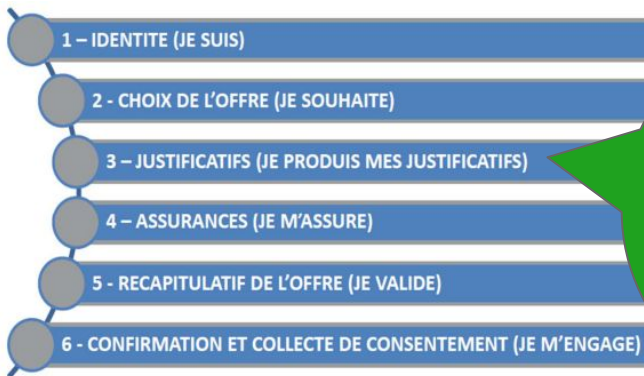 1 – IDENTITE (JE SUIS)
2 - CHOIX DE L'OFFRE (JE SOUHAITE)
3 – JUSTIFICATIFS (JE PRODUIS MES JUSTIFICATIFS)
4 – ASSURANCES (JE M'ASSURE)
5 - RECAPITULATIF DE L'OFFRE (JE VALIDE)
6 - CONFIRMATION ET COLLECTE DE CONSENTEMENT (JE M'ENGAGE)